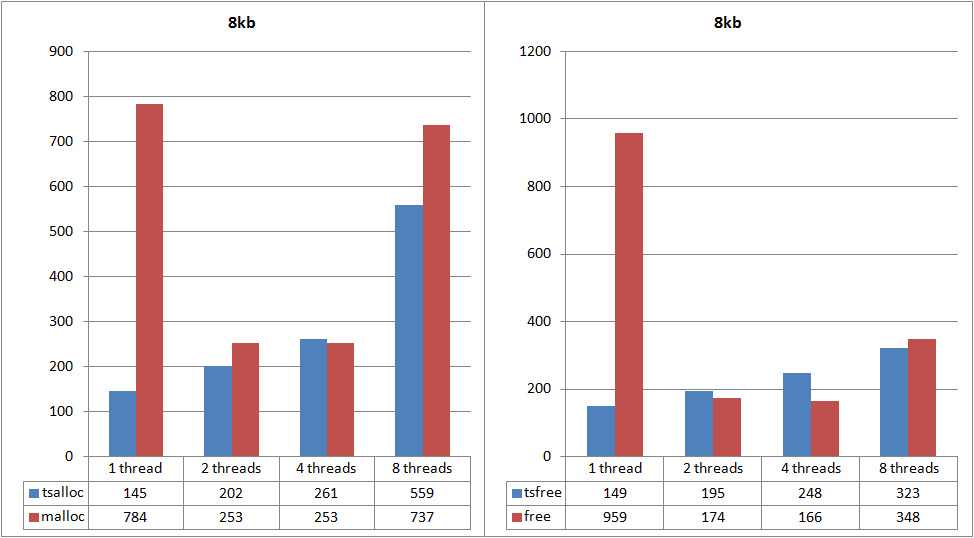 8kb
900
800
700
600
500
400
300
200
100
0
1 thread 2 threads 4 threads 8 threads
tsalloc 145 202 261 559
malloc 784 253 253 737
8kb
1200
1000
800
600
400
200
0
1 thread 2 threads 4 threads 8 threads
tsfree 149 195 248 323
free 959 174 166 348